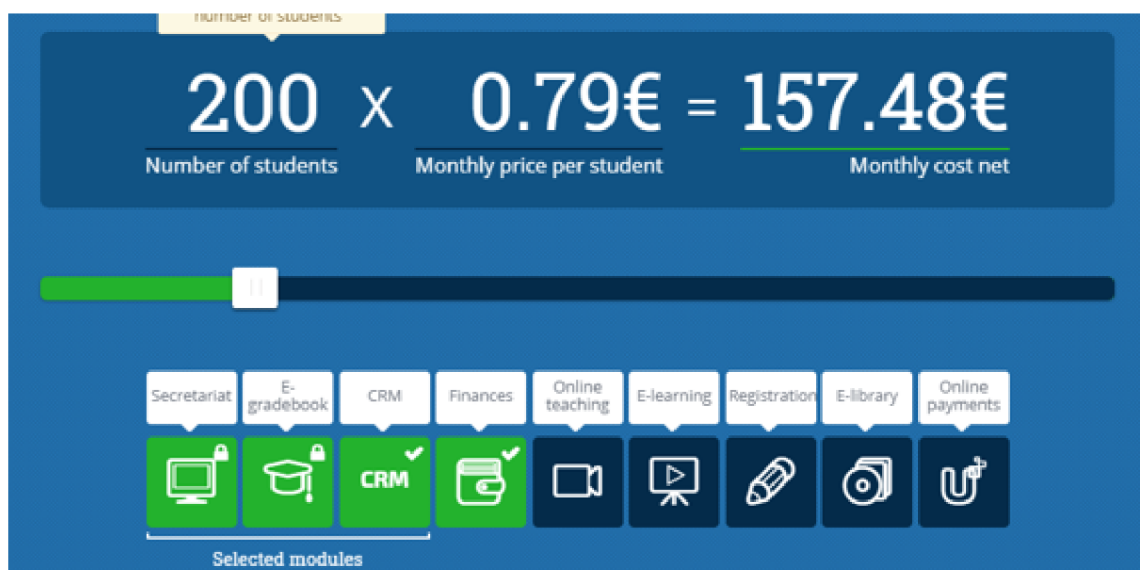 number of students
200 X 0.79€ = 157.48€
Number of students Monthly price per student Monthly cost net
Secretariat
E-
gradebook
CRM
Finances
Online
teaching
E-learning
Registration
E-library
Online
payments
CRM
Selected modules